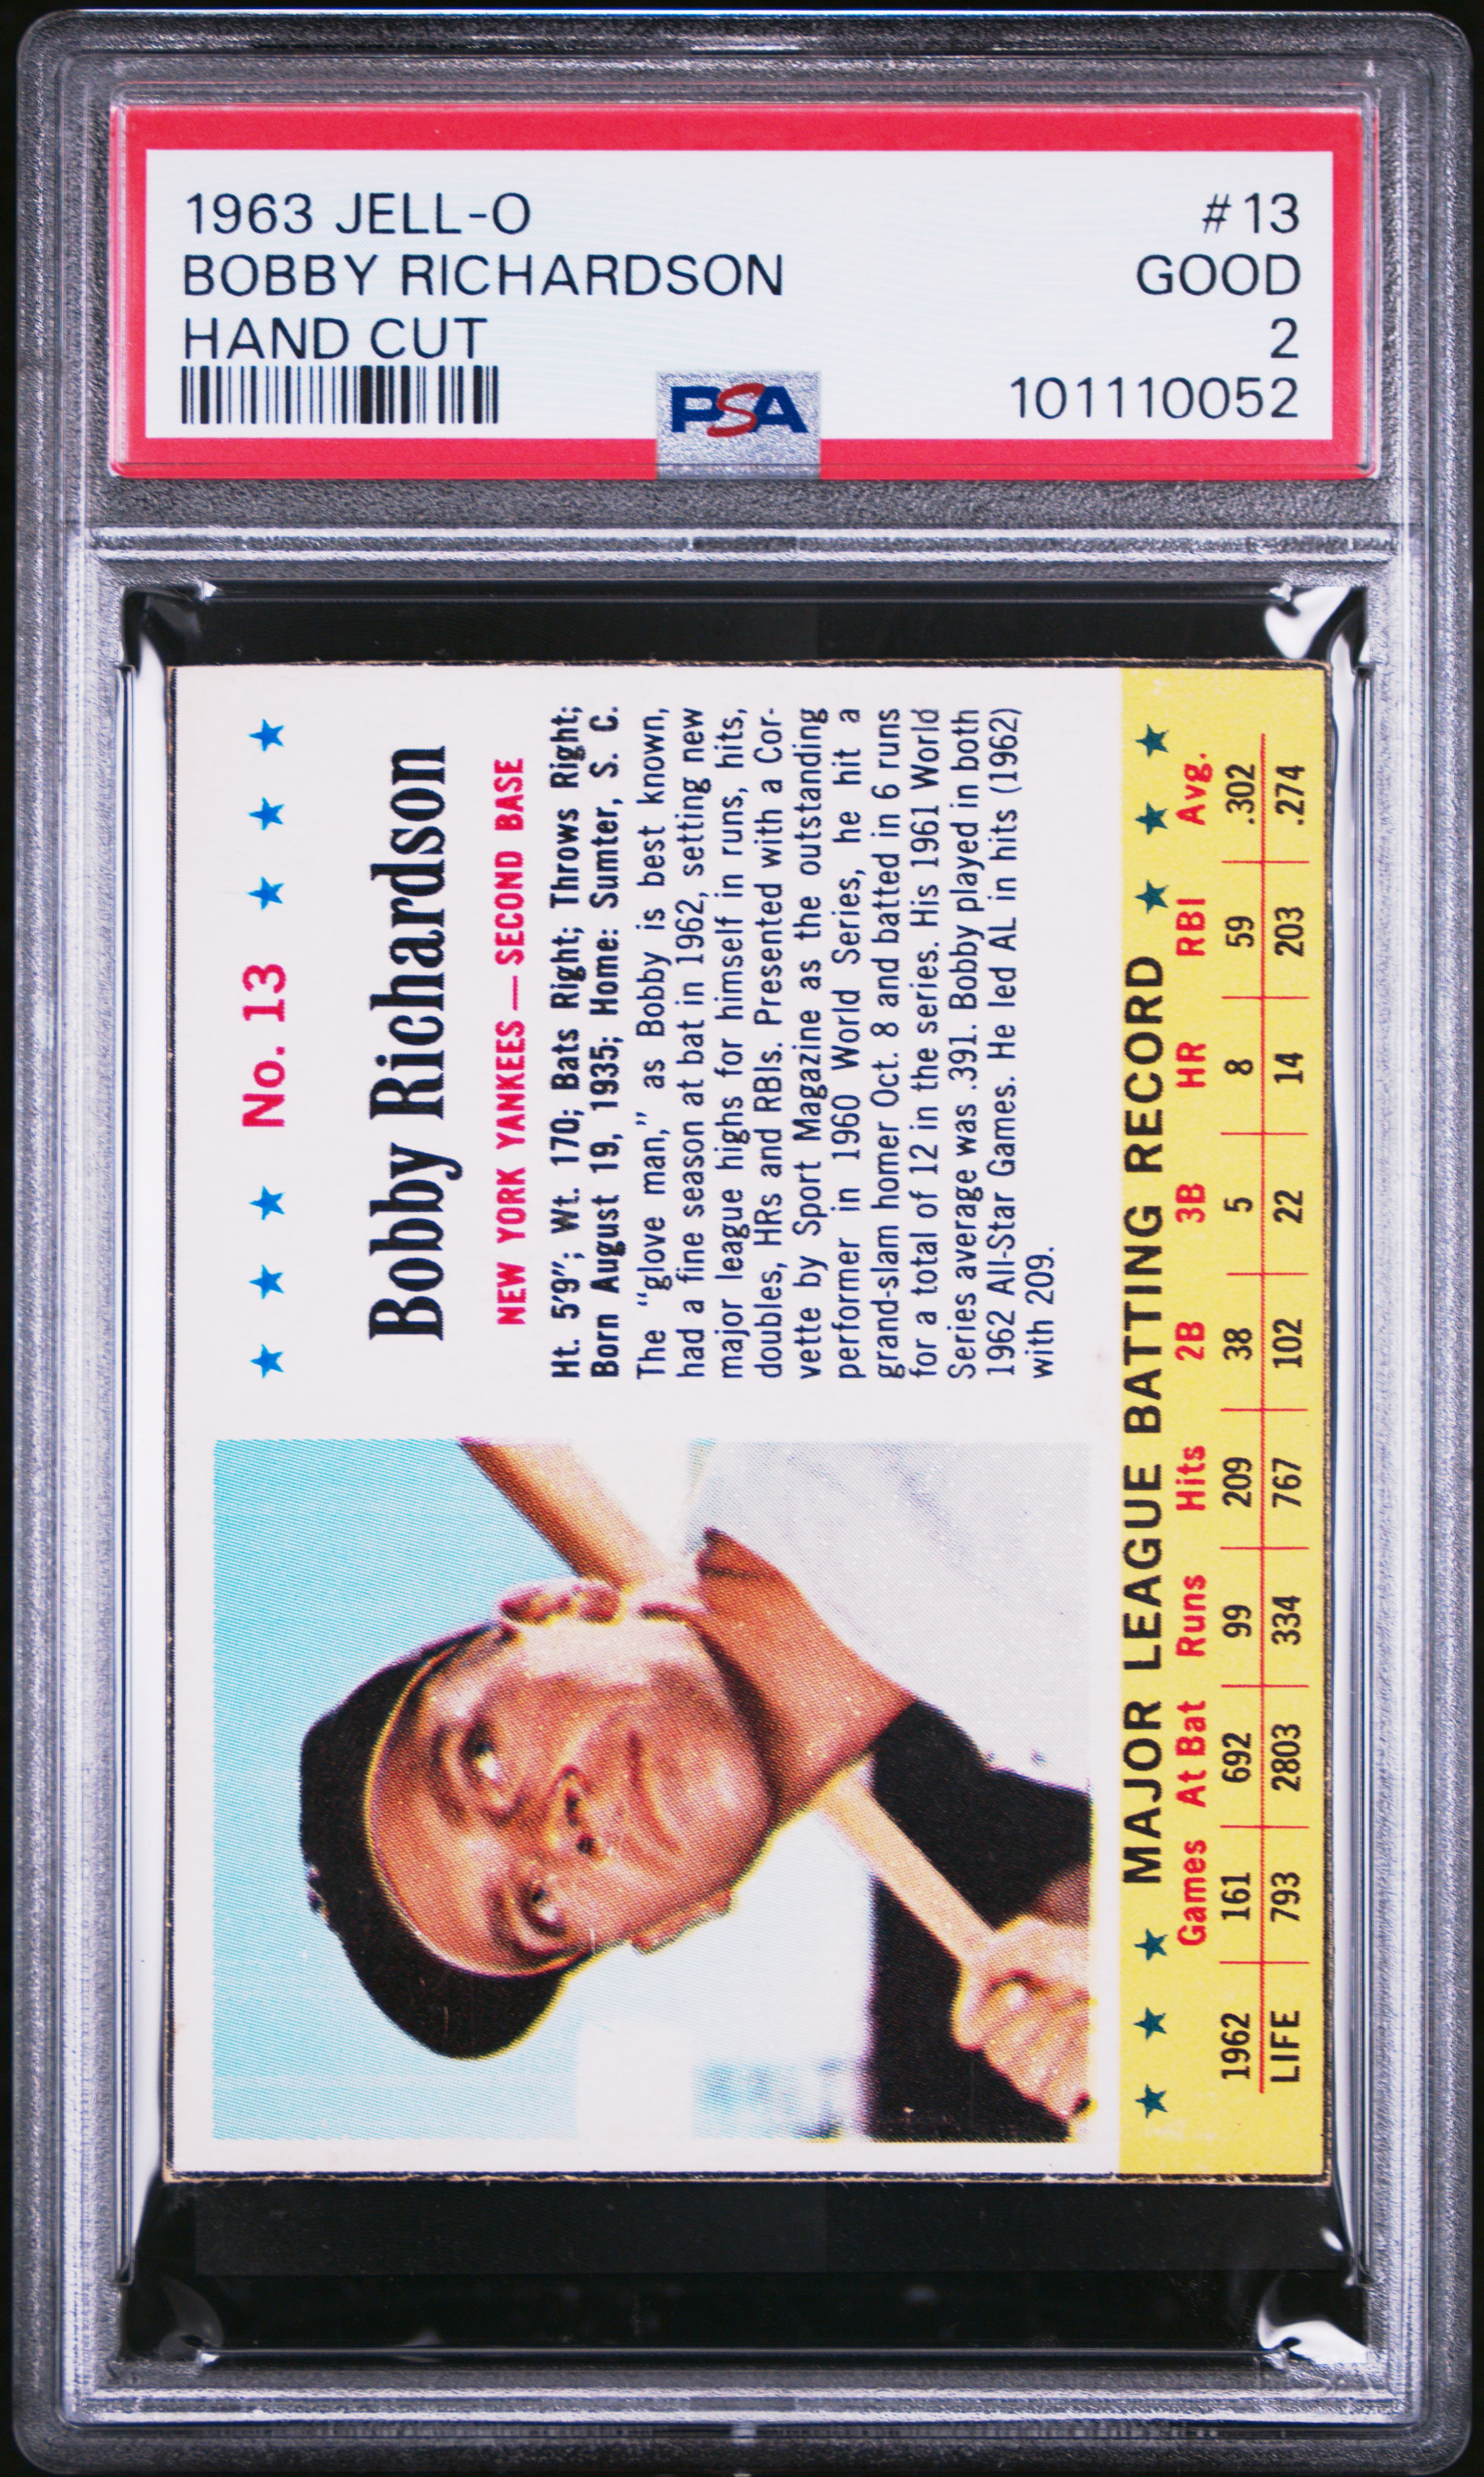 1963 JELL-O #13
BOBBY RICHARDSON GOOD
HAND CUT 2
PSA 101110052
No. 13
Bobby Richardson
NEW YORK YANKEES — SECOND BASE
Ht. 5'9"; Wt. 170; Bats Right; Throws Right;
Born August 19, 1935; Home: Sumter, S. C.
The "glove man," as Bobby is best known,
had a fine season at bat in 1962, setting new
major league highs for himself in runs, hits,
doubles, HRs and RBIs. Presented with a Cor-
vette by Sport Magazine as the outstanding
performer in 1960 World Series, he hit a
grand-slam homer Oct. 8 and batted in 6 runs
for a total of 12 in the series. His 1961 World
Series average was .391. Bobby played in both
1962 All-Star Games. He led AL in hits (1962)
with 209.
MAJOR LEAGUE BATTING RECORD
Games At Bat Runs Hits 2B 3B HR RBI Avg.
1962 161 692 99 209 38 5 8 59 .302
LIFE 793 2803 334 767 102 22 14 203 .274